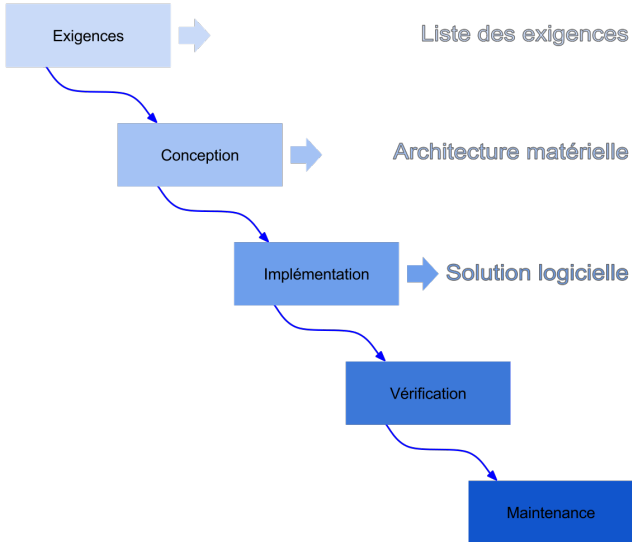 Exigences
Liste des exigences
Conception
Architecture matérielle
Implémentation
Solution logicielle
Vérification
Maintenance